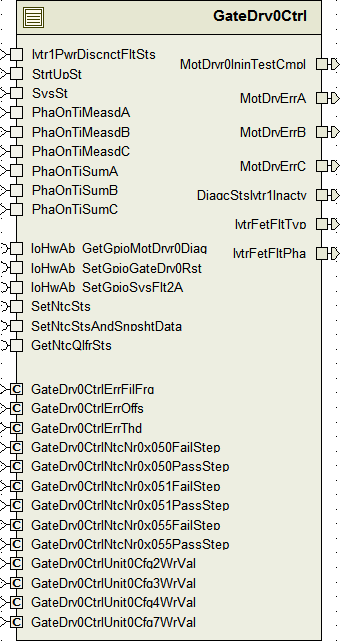 GateDrv0Ctrl
Ivtr1PwrDiscnctFltSts
StrtUpSt
SysSt
PhaOnTiMeasdA
PhaOnTiMeasdB
PhaOnTiMeasdC
PhaOnTiSumA
PhaOnTiSumB
PhaOnTiSumC
IoHwAb_GetGpioMotDrvr0Diag
IoHwAb_SetGpioGateDrv0Rst
IoHwAb_SetGpioSysFlt2A
SetNtcSts
SetNtcStsAndSnpshtData
GetNtcQlfrSts
C GateDrv0CtrlErrFilFrq
C GateDrv0CtrlErrOffs
C GateDrv0CtrlErrThd
C GateDrv0CtrlNtcNr0x050FailStep
C GateDrv0CtrlNtcNr0x050PassStep
C GateDrv0CtrlNtcNr0x051FailStep
C GateDrv0CtrlNtcNr0x051PassStep
C GateDrv0CtrlNtcNr0x055FailStep
C GateDrv0CtrlNtcNr0x055PassStep
C GateDrv0CtrlUnit0Cfg2WrVal
C GateDrv0CtrlUnit0Cfg3WrVal
C GateDrv0CtrlUnit0Cfg4WrVal
C GateDrv0CtrlUnit0Cfg7WrVal
MotDrvr0IninTestCmpl
MotDrvErrA
MotDrvErrB
MotDrvErrC
DiagcStsIvtr1Inactv
IvtrFetFltTyp
IvtrFetFltPha